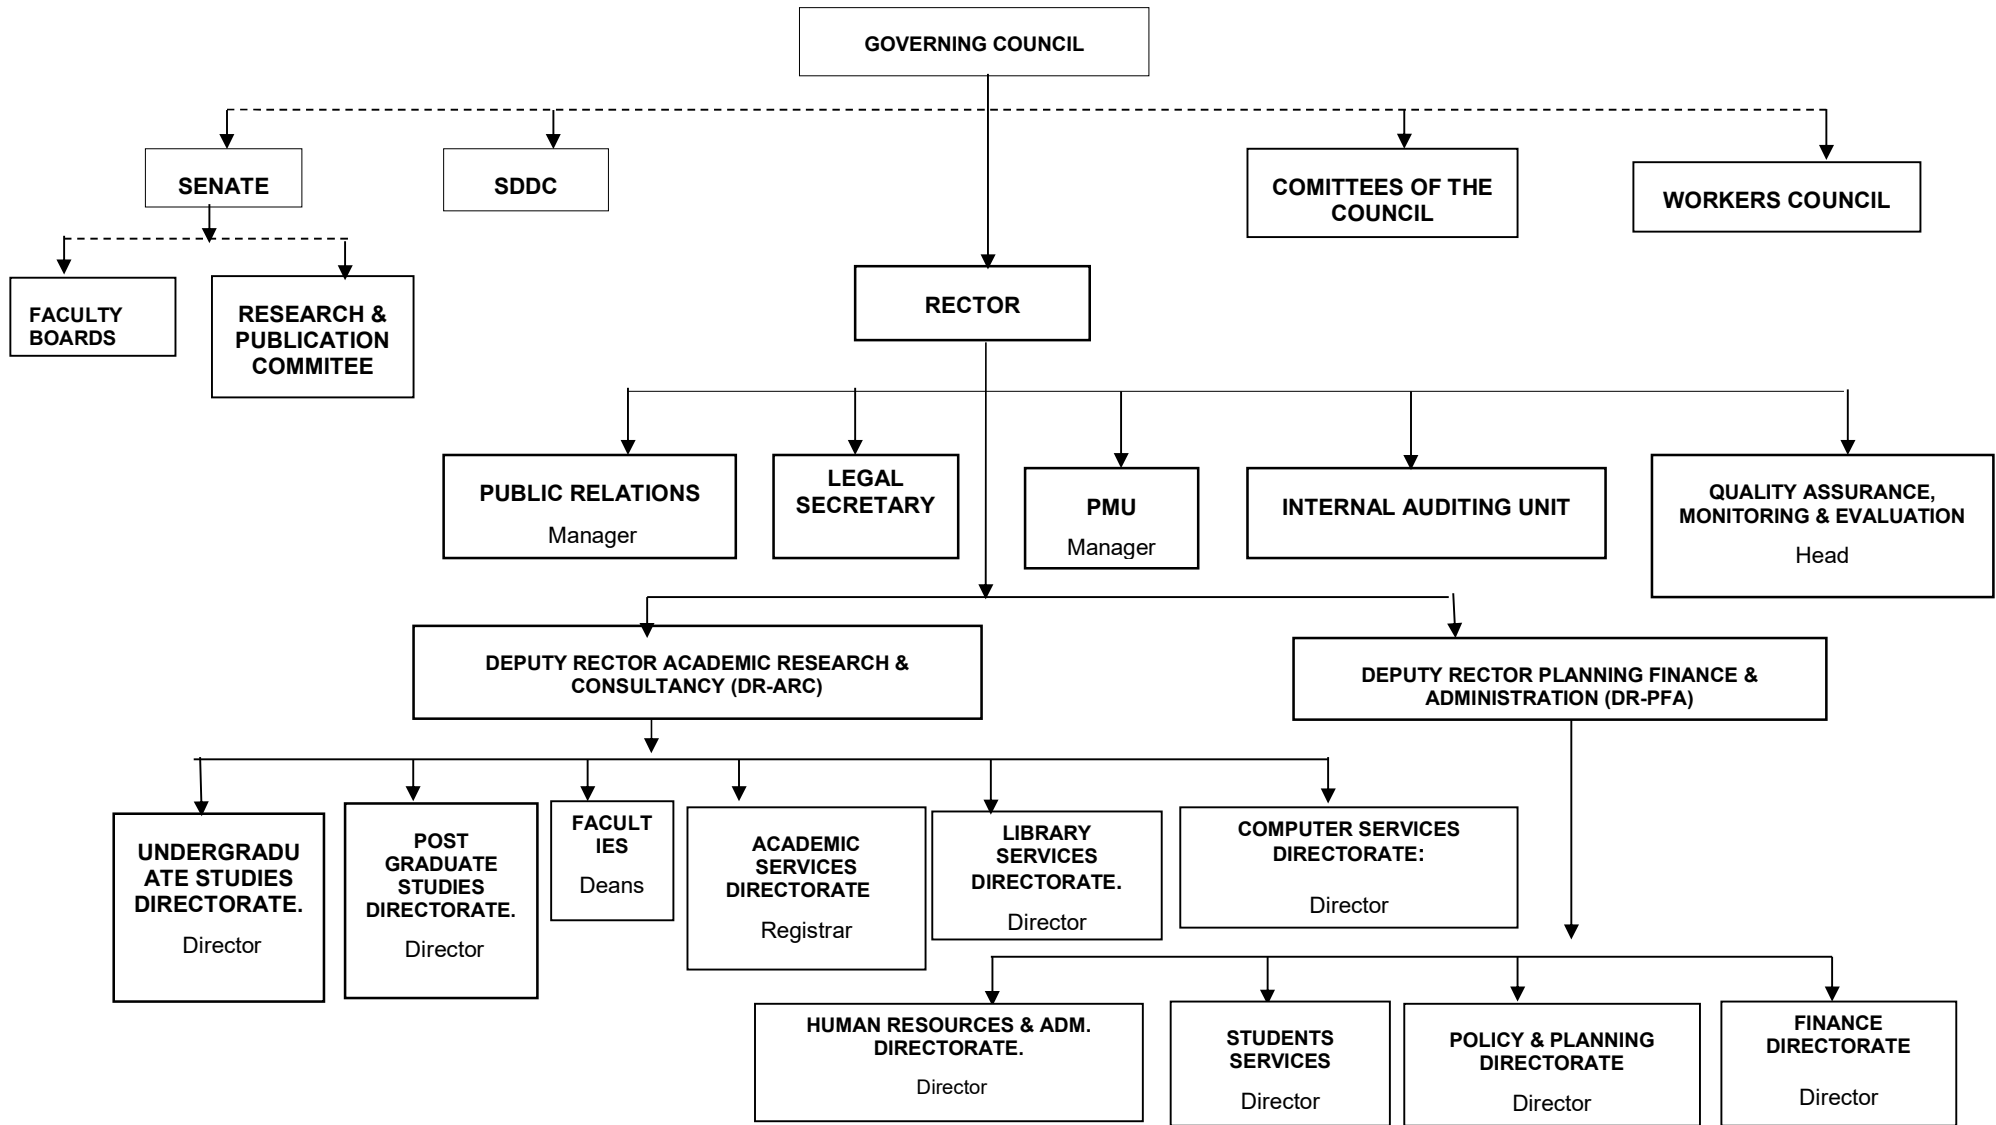 GOVERNING COUNCIL
SENATE
SDDC
COMITTEES OF THE
COUNCIL
WORKERS COUNCIL
FACULTY
BOARDS
RESEARCH &
PUBLICATION
COMMITEE
RECTOR
PUBLIC RELATIONS
Manager
LEGAL
SECRETARY
PMU
Manager
INTERNAL AUDITING UNIT
QUALITY ASSURANCE,
MONITORING & EVALUATION
Head
DEPUTY RECTOR ACADEMIC RESEARCH &
CONSULTANCY (DR-ARC)
DEPUTY RECTOR PLANNING FINANCE &
ADMINISTRATION (DR-PFA)
UNDERGRADU
ATE STUDIES
DIRECTORATE.
Director
POST
GRADUATE
STUDIES
DIRECTORATE.
Director
FACULT
IES
Deans
ACADEMIC
SERVICES
DIRECTORATE
Registrar
LIBRARY
SERVICES
DIRECTORATE.
Director
COMPUTER SERVICES
DIRECTORATE:
Director
HUMAN RESOURCES & ADM.
DIRECTORATE.
Director
STUDENTS
SERVICES
Director
POLICY & PLANNING
DIRECTORATE
Director
FINANCE
DIRECTORATE
Director